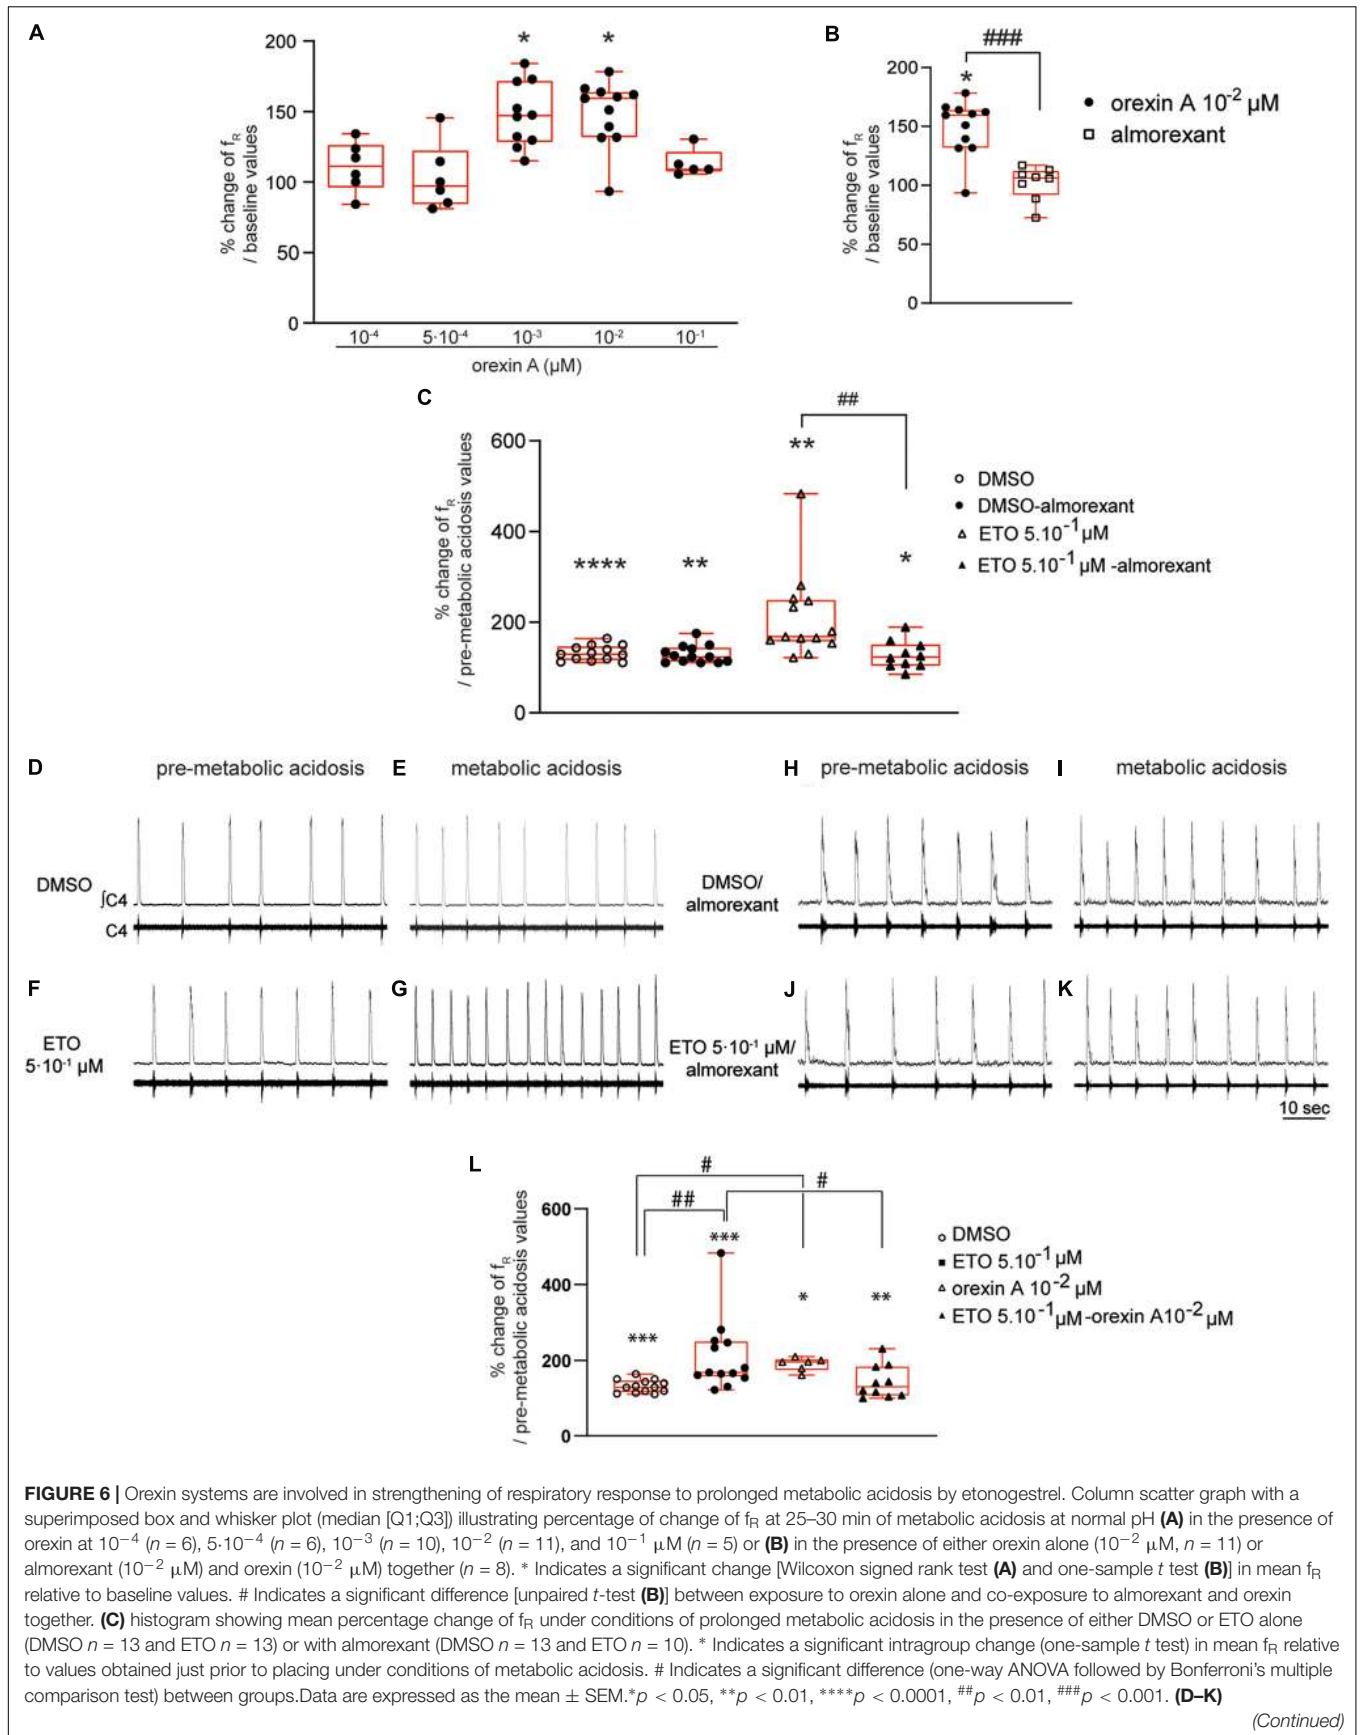 A
*
*
200
150
100
50
0
% change of fR
/ baseline values
10-4
5·10-4
10-3
10-2
10-1
orexin A (µM)
B
###
*
200
150
100
50
0
% change of fR
/ baseline values
orexin A 10-2 µM
almorexant
C
##
600
400
200
0
% change of fR
/ pre-metabolic acidosis values
****
**
**
*
DMSO
DMSO-almorexant
ETO 5.10-1 µM
ETO 5.10-1 µM -almorexant
D
pre-metabolic acidosis
E
metabolic acidosis
H
pre-metabolic acidosis
I
metabolic acidosis
DMSO
∫C4
C4
DMSO/
almorexant
F
G
J
K
ETO
5·10-1 µM
ETO 5·10-1 µM/
almorexant
10 sec
L
#
##
#
600
400
200
0
% change of fR
/ pre-metabolic acidosis values
***
***
*
**
DMSO
ETO 5.10-1 µM
orexin A 10-2 µM
ETO 5.10-1µM-orexin A10-2 µM
FIGURE 6 | Orexin systems are involved in strengthening of respiratory response to prolonged metabolic acidosis by etonogestrel. Column scatter graph with a
superimposed box and whisker plot (median [Q1;Q3]) illustrating percentage of change of fR at 25–30 min of metabolic acidosis at normal pH (A) in the presence of
orexin at 10−4 (n = 6), 5·10−4 (n = 6), 10−3 (n = 10), 10−2 (n = 11), and 10−1 µM (n = 5) or (B) in the presence of either orexin alone (10−2 µM, n = 11) or
almorexant (10−2 µM) and orexin (10−2 µM) together (n = 8). * Indicates a significant change [Wilcoxon signed rank test (A) and one-sample t test (B)] in mean fR
relative to baseline values. # Indicates a significant difference [unpaired t-test (B)] between exposure to orexin alone and co-exposure to almorexant and orexin
together. (C) histogram showing mean percentage change of fR under conditions of prolonged metabolic acidosis in the presence of either DMSO or ETO alone
(DMSO n = 13 and ETO n = 13) or with almorexant (DMSO n = 13 and ETO n = 10). * Indicates a significant intragroup change (one-sample t test) in mean fR relative
to values obtained just prior to placing under conditions of metabolic acidosis. # Indicates a significant difference (one-way ANOVA followed by Bonferroni's multiple
comparison test) between groups.Data are expressed as the mean ± SEM.*p < 0.05, **p < 0.01, ****p < 0.0001, ##p < 0.01, ###p < 0.001. (D–K)
(Continued)